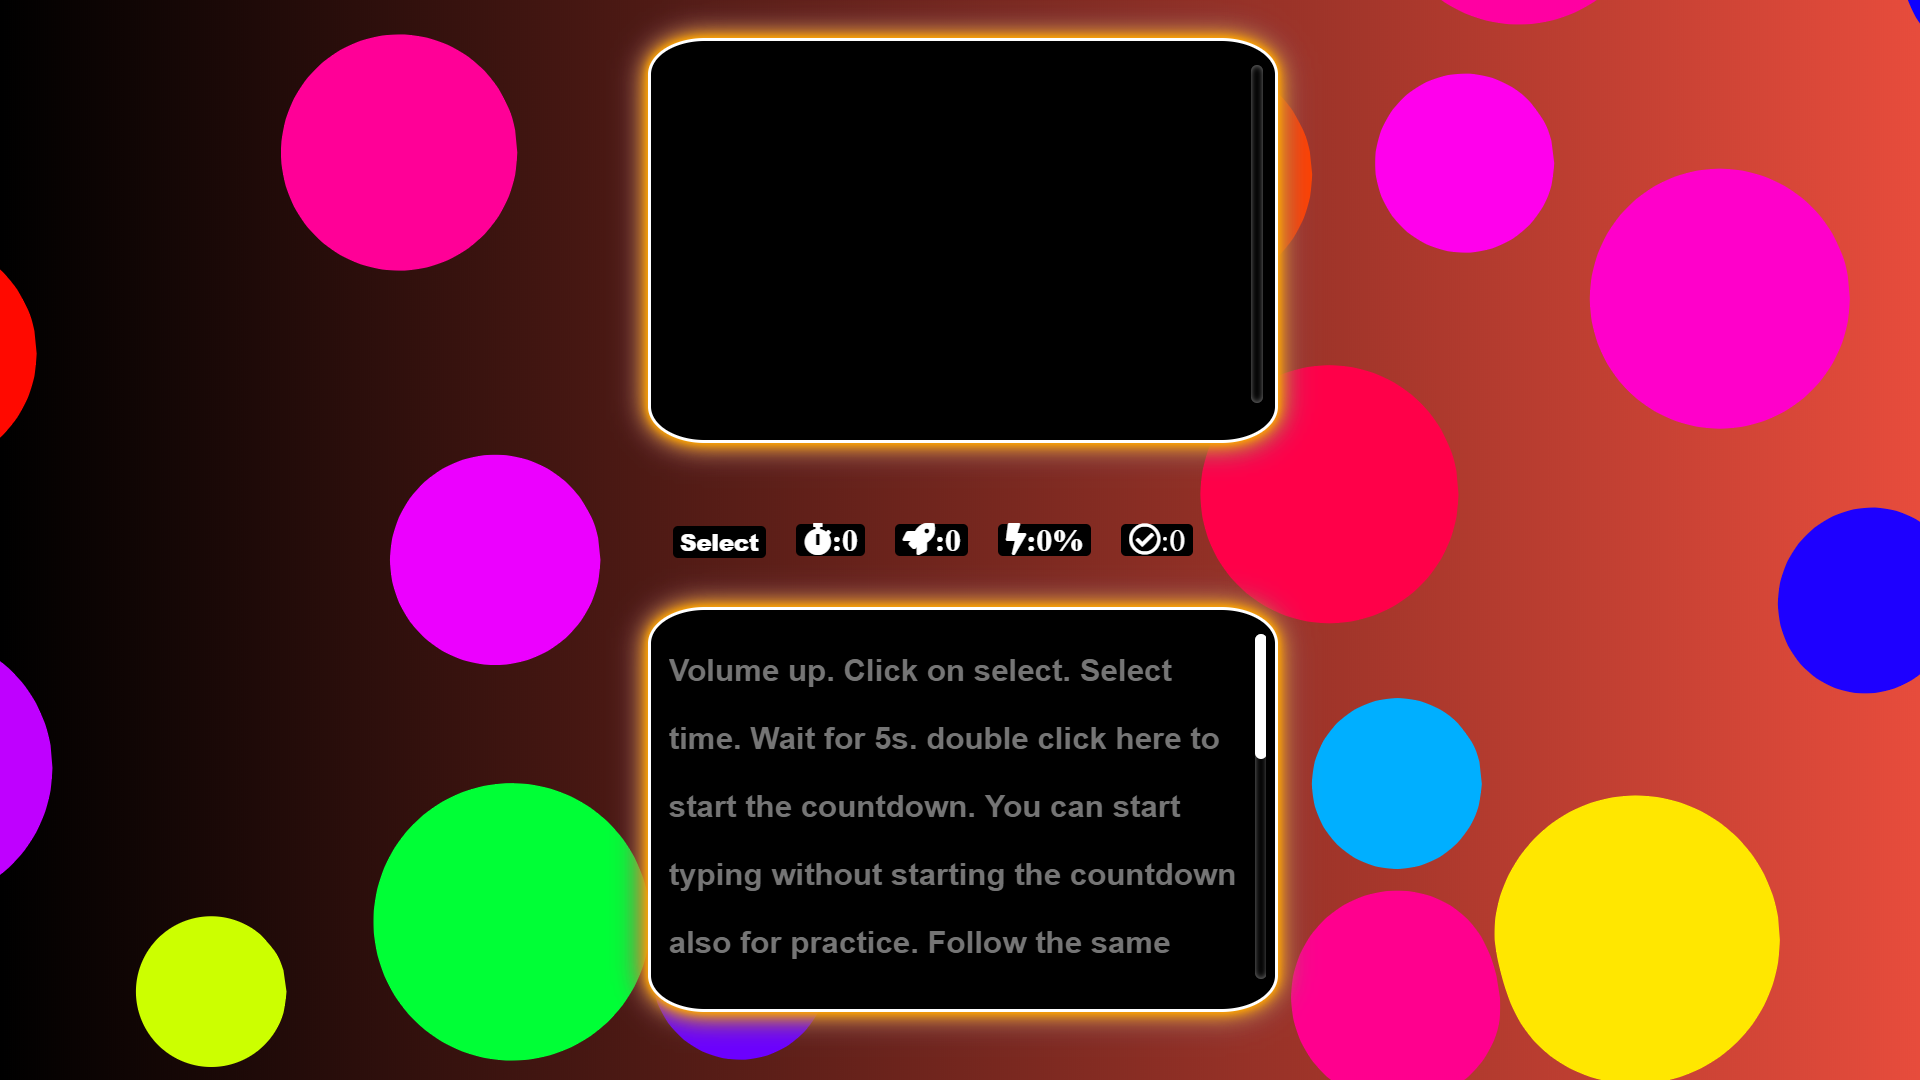 Select :0 :0 :0% :0
Volume up. Click on select. Select
time. Wait for 5s. double click here to
start the countdown. You can start
typing without starting the countdown
also for practice. Follow the same